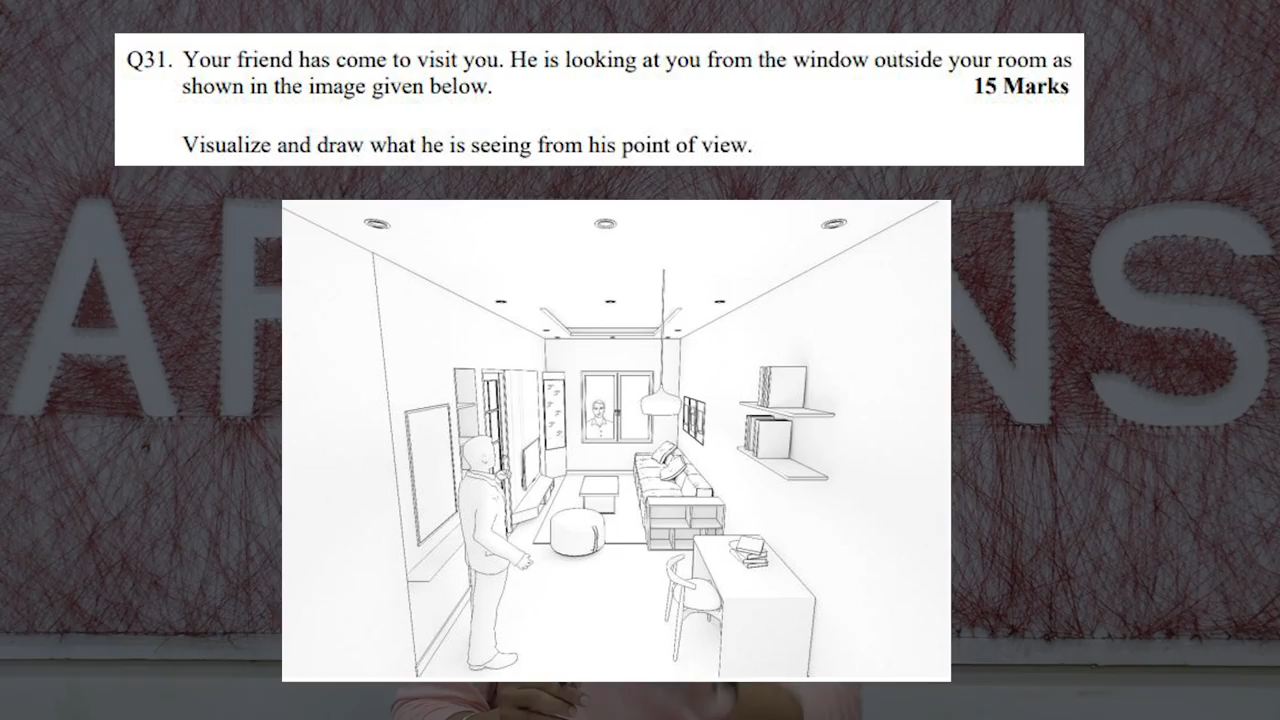 Q31. Your friend has come to visit you. He is looking at you from the window outside your room as
shown in the image given below. 15 Marks
Visualize and draw what he is seeing from his point of view.